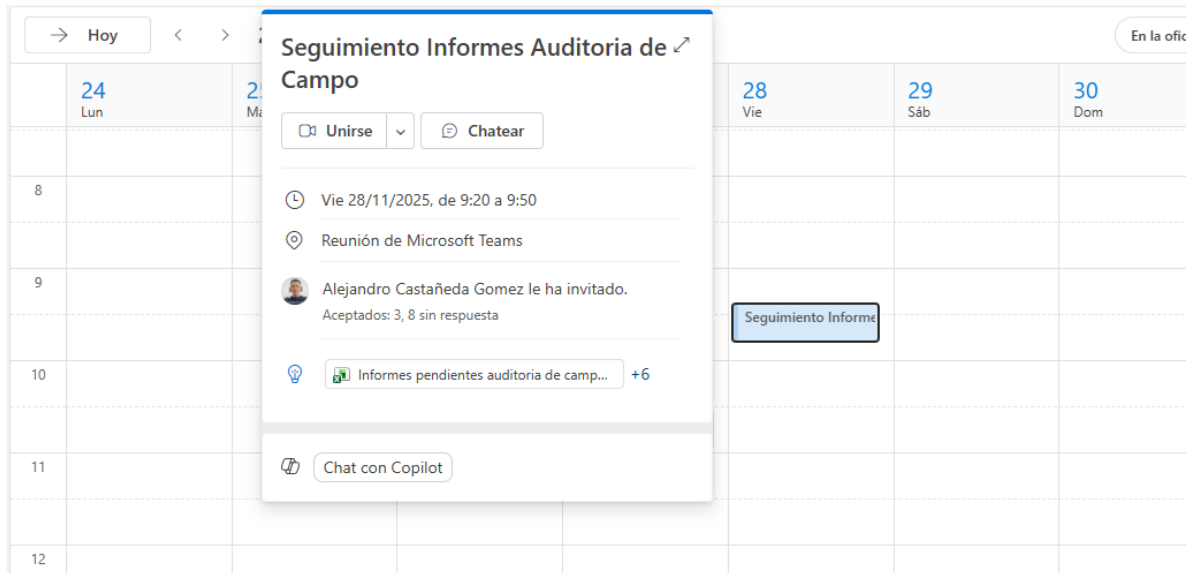 Hoy
En la ofic
Seguimiento Informes Auditoria de
Campo
24
Lun
28
Vie
29
Sáb
30
Dom
Unirse
Chatear
Vie 28/11/2025, de 9:20 a 9:50
Reunión de Microsoft Teams
Alejandro Castañeda Gomez le ha invitado.
Aceptados: 3, 8 sin respuesta
Informes pendientes auditoria de camp... +6
Chat con Copilot
8
9
Seguimiento Informe
10
11
12